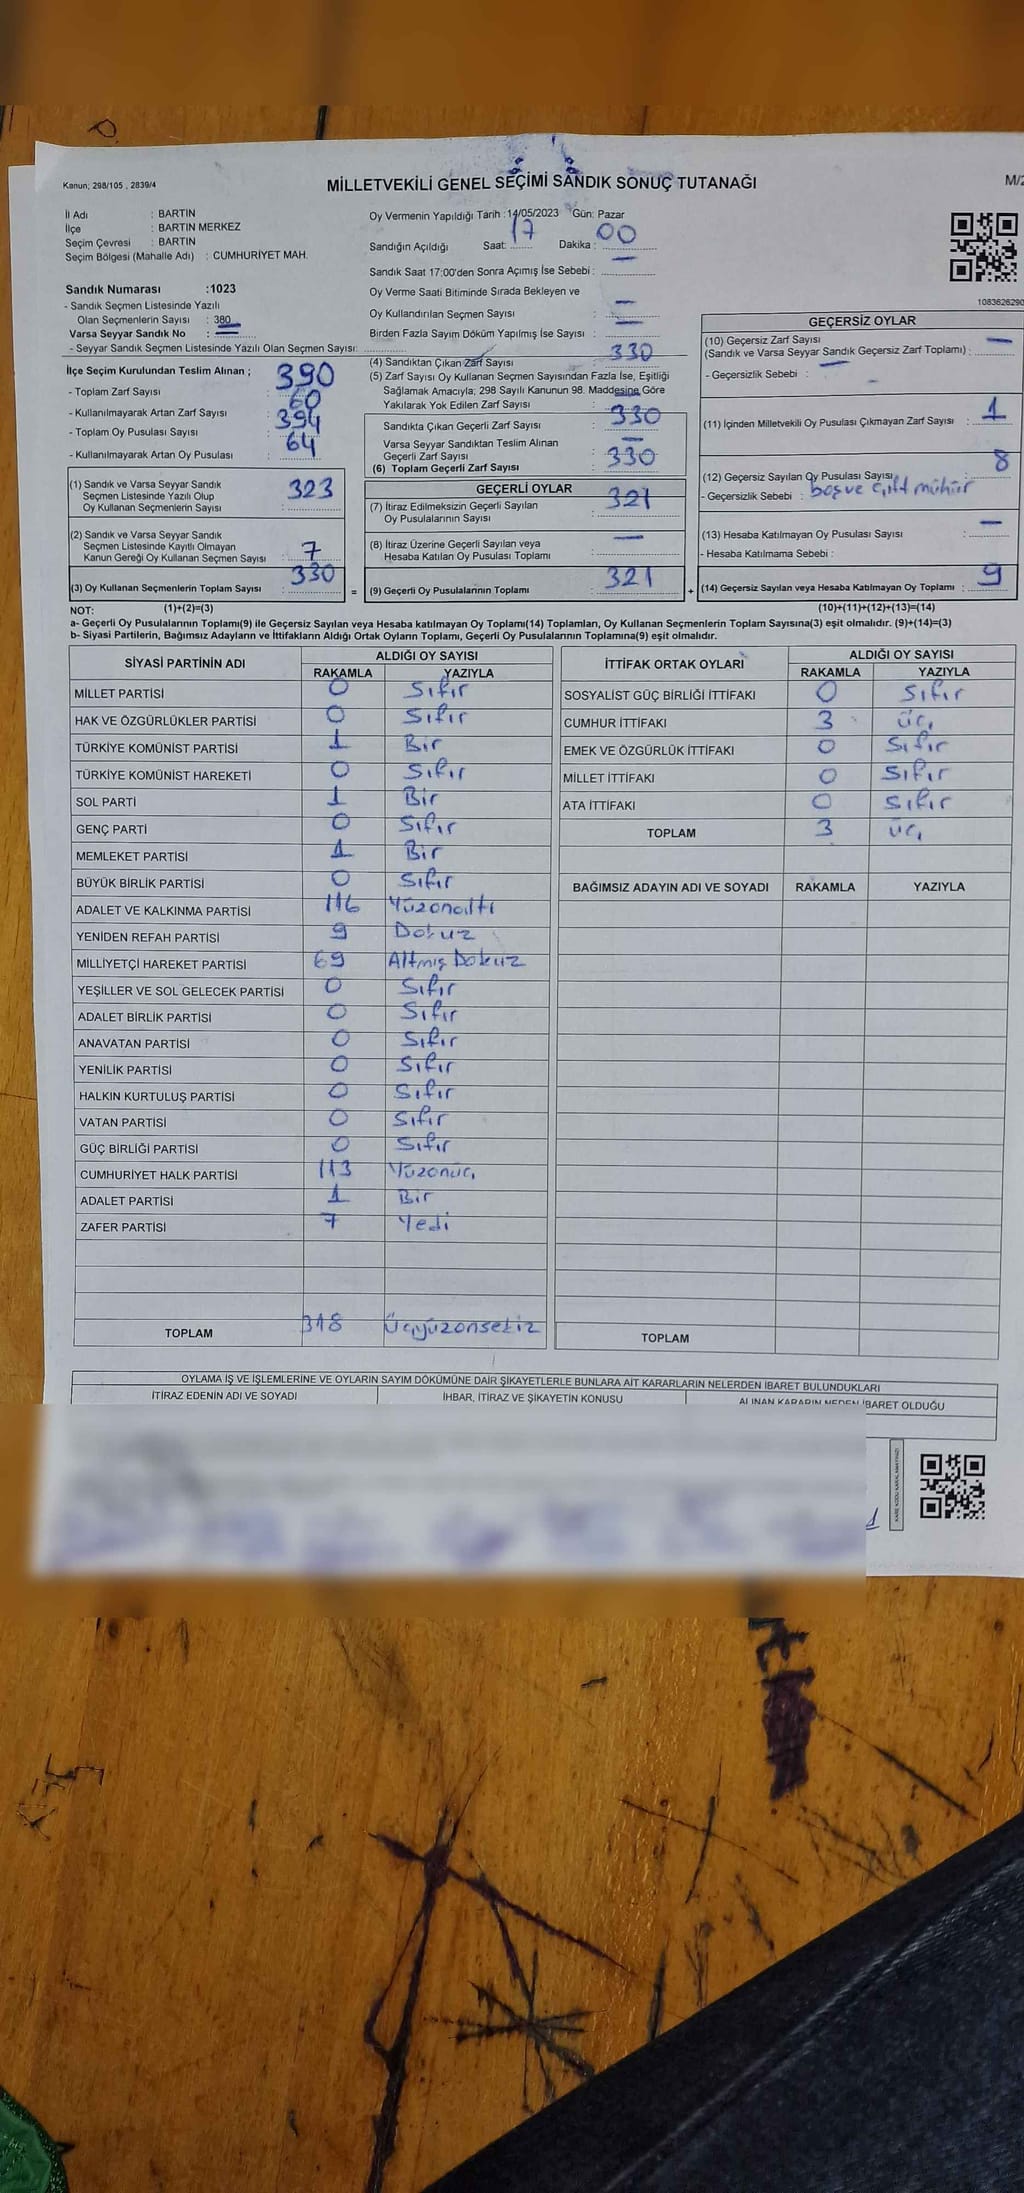 Kanun; 298/105 , 2839/4
MİLLETVEKİLİ GENEL SEÇİMİ SANDIK SONUÇ TUTANAĞI
M/2
İl Adı : BARTIN
İlçe : BARTIN MERKEZ
Seçim Çevresi : BARTIN
Seçim Bölgesi (Mahalle Adı) : CUMHURİYET MAH.
Sandık Numarası :1023
- Sandık Seçmen Listesinde Yazılı
Olan Seçmenlerin Sayısı : 380
Varsa Seyyar Sandık No :
- Seyyar Sandık Seçmen Listesinde Yazılı Olan Seçmen Sayısı:
Oy Vermenin Yapıldığı Tarih :14/05/2023 Gün: Pazar
Sandığın Açıldığı Saat: 17 Dakika : 00
Sandık Saat 17:00'den Sonra Açımış İse Sebebi : —
Oy Verme Saati Bitiminde Sırada Bekleyen ve
Oy Kullandırılan Seçmen Sayısı : —
Birden Fazla Sayım Döküm Yapılmış İse Sayısı : —
1083626290
İlçe Seçim Kurulundan Teslim Alınan ;
- Toplam Zarf Sayısı : 390
- Kullanılmayarak Artan Zarf Sayısı : 60
- Toplam Oy Pusulası Sayısı : 394
- Kullanılmayarak Artan Oy Pusulası : 64
(4) Sandıktan Çıkan Zarf Sayısı : 330
(5) Zarf Sayısı Oy Kullanan Seçmen Sayısından Fazla İse, Eşitliği
Sağlamak Amacıyla; 298 Sayılı Kanunun 98. Maddesine Göre
Yakılarak Yok Edilen Zarf Sayısı : —
Sandıkta Çıkan Geçerli Zarf Sayısı : 330
Varsa Seyyar Sandıktan Teslim Alınan
Geçerli Zarf Sayısı : —
(6) Toplam Geçerli Zarf Sayısı : 330
GEÇERSİZ OYLAR
(10) Geçersiz Zarf Sayısı
(Sandık ve Varsa Seyyar Sandık Geçersiz Zarf Toplamı) : —
- Geçersizlik Sebebi : —
(11) İçinden Milletvekili Oy Pusulası Çıkmayan Zarf Sayısı : 1
(12) Geçersiz Sayılan Oy Pusulası Sayısı : 8
- Geçersizlik Sebebi : boş ve çift mühür
(13) Hesaba Katılmayan Oy Pusulası Sayısı : —
- Hesaba Katılmama Sebebi :
(14) Geçersiz Sayılan veya Hesaba Katılmayan Oy Toplamı : 9
(1) Sandık ve Varsa Seyyar Sandık
Seçmen Listesinde Yazılı Olup
Oy Kullanan Seçmenlerin Sayısı : 323
(2) Sandık ve Varsa Seyyar Sandık
Seçmen Listesinde Kayıtlı Olmayan
Kanun Gereği Oy Kullanan Seçmen Sayısı : 7
(3) Oy Kullanan Seçmenlerin Toplam Sayısı : 330
=
GEÇERLİ OYLAR
(7) İtiraz Edilmeksizin Geçerli Sayılan
Oy Pusulalarının Sayısı : 321
(8) İtiraz Üzerine Geçerli Sayılan veya
Hesaba Katılan Oy Pusulası Toplamı : —
(9) Geçerli Oy Pusulalarının Toplamı : 321
+
NOT: (1)+(2)=(3) (10)+(11)+(12)+(13)=(14)
a- Geçerli Oy Pusulalarının Toplamı(9) ile Geçersiz Sayılan veya Hesaba katılmayan Oy Toplamı(14) Toplamları, Oy Kullanan Seçmenlerin Toplam Sayısına(3) eşit olmalıdır. (9)+(14)=(3)
b- Siyasi Partilerin, Bağımsız Adayların ve İttifakların Aldığı Ortak Oyların Toplamı, Geçerli Oy Pusulalarının Toplamına(9) eşit olmalıdır.
SİYASİ PARTİNİN ADI ALDIĞI OY SAYISI
RAKAMLA YAZIYLA
MİLLET PARTİSİ 0 Sıfır
HAK VE ÖZGÜRLÜKLER PARTİSİ 0 Sıfır
TÜRKİYE KOMÜNİST PARTİSİ 1 Bir
TÜRKİYE KOMÜNİST HAREKETİ 0 Sıfır
SOL PARTİ 1 Bir
GENÇ PARTİ 0 Sıfır
MEMLEKET PARTİSİ 1 Bir
BÜYÜK BİRLİK PARTİSİ 0 Sıfır
ADALET VE KALKINMA PARTİSİ 116 Yüzonaltı
YENİDEN REFAH PARTİSİ 9 Dokuz
MİLLİYETÇİ HAREKET PARTİSİ 69 Altmış Dokuz
YEŞİLLER VE SOL GELECEK PARTİSİ 0 Sıfır
ADALET BİRLİK PARTİSİ 0 Sıfır
ANAVATAN PARTİSİ 0 Sıfır
YENİLİK PARTİSİ 0 Sıfır
HALKIN KURTULUŞ PARTİSİ 0 Sıfır
VATAN PARTİSİ 0 Sıfır
GÜÇ BİRLİĞİ PARTİSİ 0 Sıfır
CUMHURİYET HALK PARTİSİ 113 Yüzonüç
ADALET PARTİSİ 1 Bir
ZAFER PARTİSİ 7 Yedi
TOPLAM 318 Üçyüzonsekiz
İTTİFAK ORTAK OYLARI ALDIĞI OY SAYISI
RAKAMLA YAZIYLA
SOSYALİST GÜÇ BİRLİĞİ İTTİFAKI 0 Sıfır
CUMHUR İTTİFAKI 3 üç
EMEK VE ÖZGÜRLÜK İTTİFAKI 0 Sıfır
MİLLET İTTİFAKI 0 Sıfır
ATA İTTİFAKI 0 Sıfır
TOPLAM 3 üç
BAĞIMSIZ ADAYIN ADI VE SOYADI RAKAMLA YAZIYLA
TOPLAM
OYLAMA İŞ VE İŞLEMLERİNE VE OYLARIN SAYIM DÖKÜMÜNE DAİR ŞİKAYETLERLE BUNLARA AİT KARARLARIN NELERDEN İBARET BULUNDUKLARI
İTİRAZ EDENİN ADI VE SOYADI İHBAR, İTİRAZ VE ŞİKAYETİN KONUSU ALINAN KARARIN NEDEN İBARET OLDUĞU